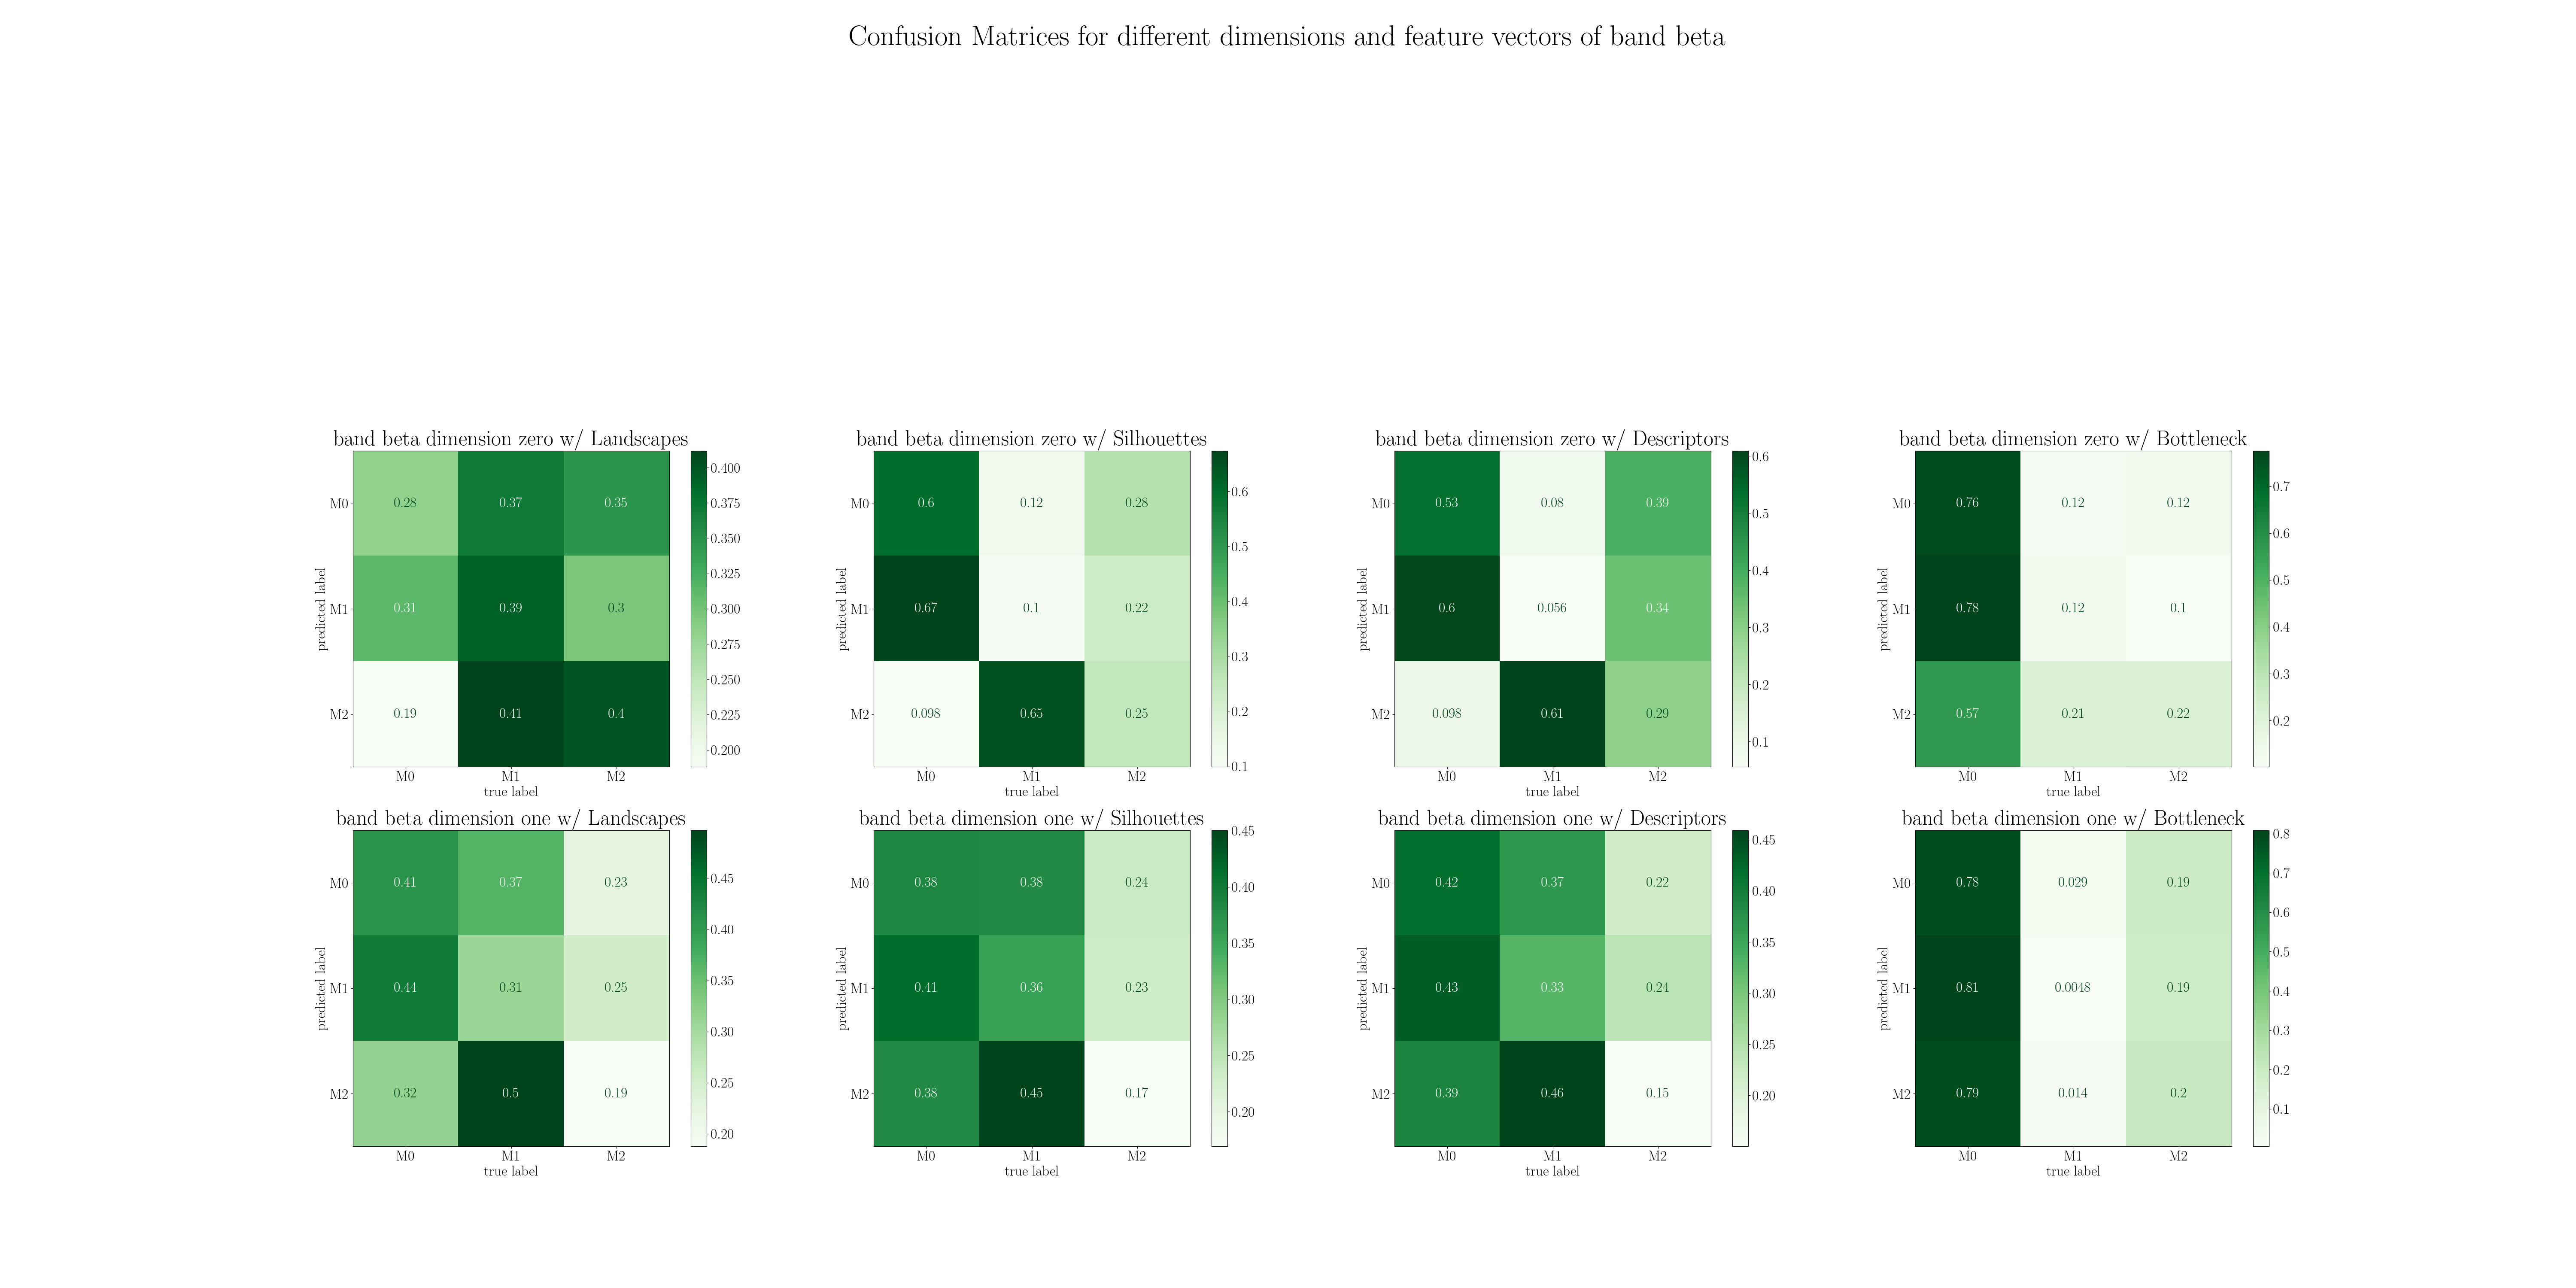 Confusion Matrices for different dimensions and feature vectors of band beta
band beta dimension zero w/ Landscapes
predicted label
M0 0.28 0.37 0.35
M1 0.31 0.39 0.3
M2 0.19 0.41 0.4
M0 M1 M2
true label
0.400
0.375
0.350
0.325
0.300
0.275
0.250
0.225
0.200
band beta dimension zero w/ Silhouettes
predicted label
M0 0.6 0.12 0.28
M1 0.67 0.1 0.22
M2 0.098 0.65 0.25
M0 M1 M2
true label
0.6
0.5
0.4
0.3
0.2
0.1
band beta dimension zero w/ Descriptors
predicted label
M0 0.53 0.08 0.39
M1 0.6 0.056 0.34
M2 0.098 0.61 0.29
M0 M1 M2
true label
0.6
0.5
0.4
0.3
0.2
0.1
band beta dimension zero w/ Bottleneck
predicted label
M0 0.76 0.12 0.12
M1 0.78 0.12 0.1
M2 0.57 0.21 0.22
M0 M1 M2
true label
0.7
0.6
0.5
0.4
0.3
0.2
band beta dimension one w/ Landscapes
predicted label
M0 0.41 0.37 0.23
M1 0.44 0.31 0.25
M2 0.32 0.5 0.19
M0 M1 M2
true label
0.45
0.40
0.35
0.30
0.25
0.20
band beta dimension one w/ Silhouettes
predicted label
M0 0.38 0.38 0.24
M1 0.41 0.36 0.23
M2 0.38 0.45 0.17
M0 M1 M2
true label
0.45
0.40
0.35
0.30
0.25
0.20
band beta dimension one w/ Descriptors
predicted label
M0 0.42 0.37 0.22
M1 0.43 0.33 0.24
M2 0.39 0.46 0.15
M0 M1 M2
true label
0.45
0.40
0.35
0.30
0.25
0.20
band beta dimension one w/ Bottleneck
predicted label
M0 0.78 0.029 0.19
M1 0.81 0.0048 0.19
M2 0.79 0.014 0.2
M0 M1 M2
true label
0.8
0.7
0.6
0.5
0.4
0.3
0.2
0.1